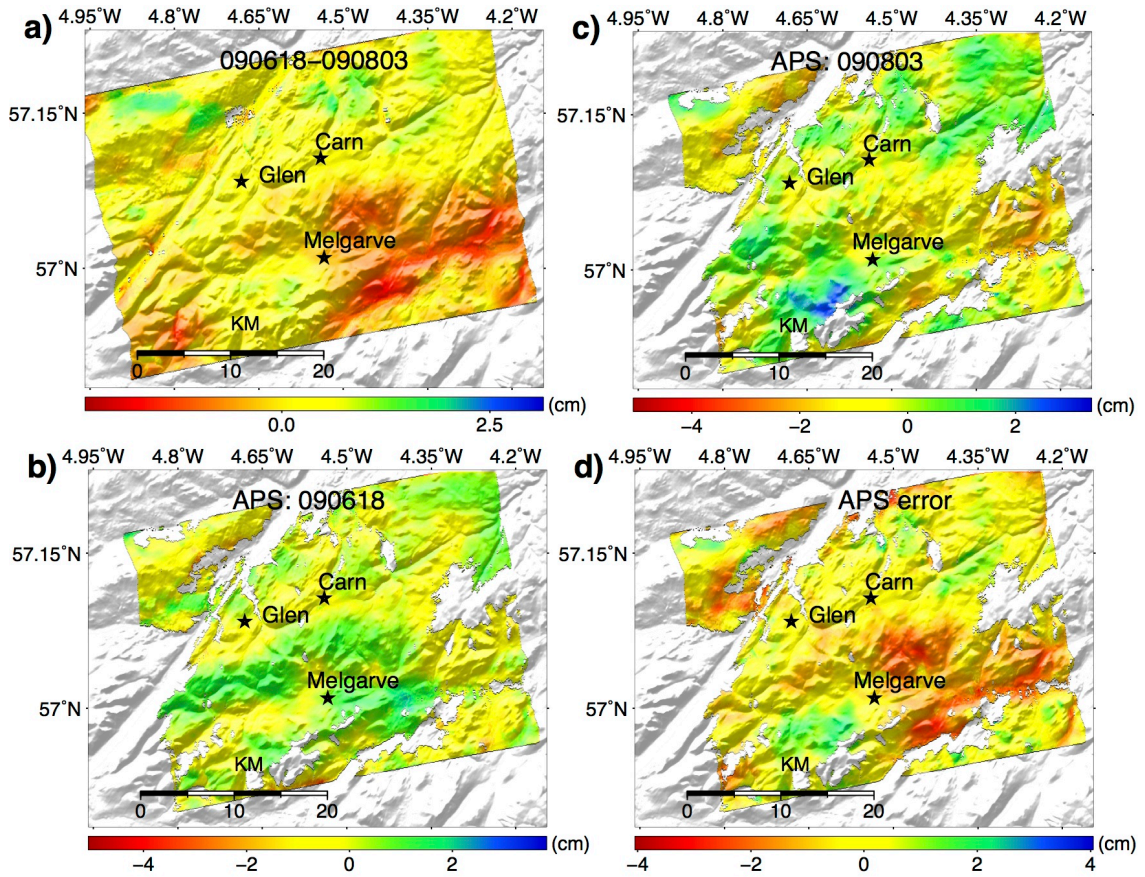 a)
4.95°W 4.8°W 4.65°W 4.5°W 4.35°W 4.2°W
090618−090803
57.15°N
Carn
Glen
Melgarve
57°N
KM
0 10 20
0.0 2.5 (cm)
c)
4.95°W 4.8°W 4.65°W 4.5°W 4.35°W 4.2°W
APS: 090803
57.15°N
Carn
Glen
Melgarve
57°N
KM
0 10 20
−4 −2 0 2 (cm)
b)
4.95°W 4.8°W 4.65°W 4.5°W 4.35°W 4.2°W
APS: 090618
57.15°N
Carn
Glen
Melgarve
57°N
KM
0 10 20
−4 −2 0 2 (cm)
d)
4.95°W 4.8°W 4.65°W 4.5°W 4.35°W 4.2°W
APS error
57.15°N
Carn
Glen
Melgarve
57°N
KM
0 10 20
−4 −2 0 2 4 (cm)